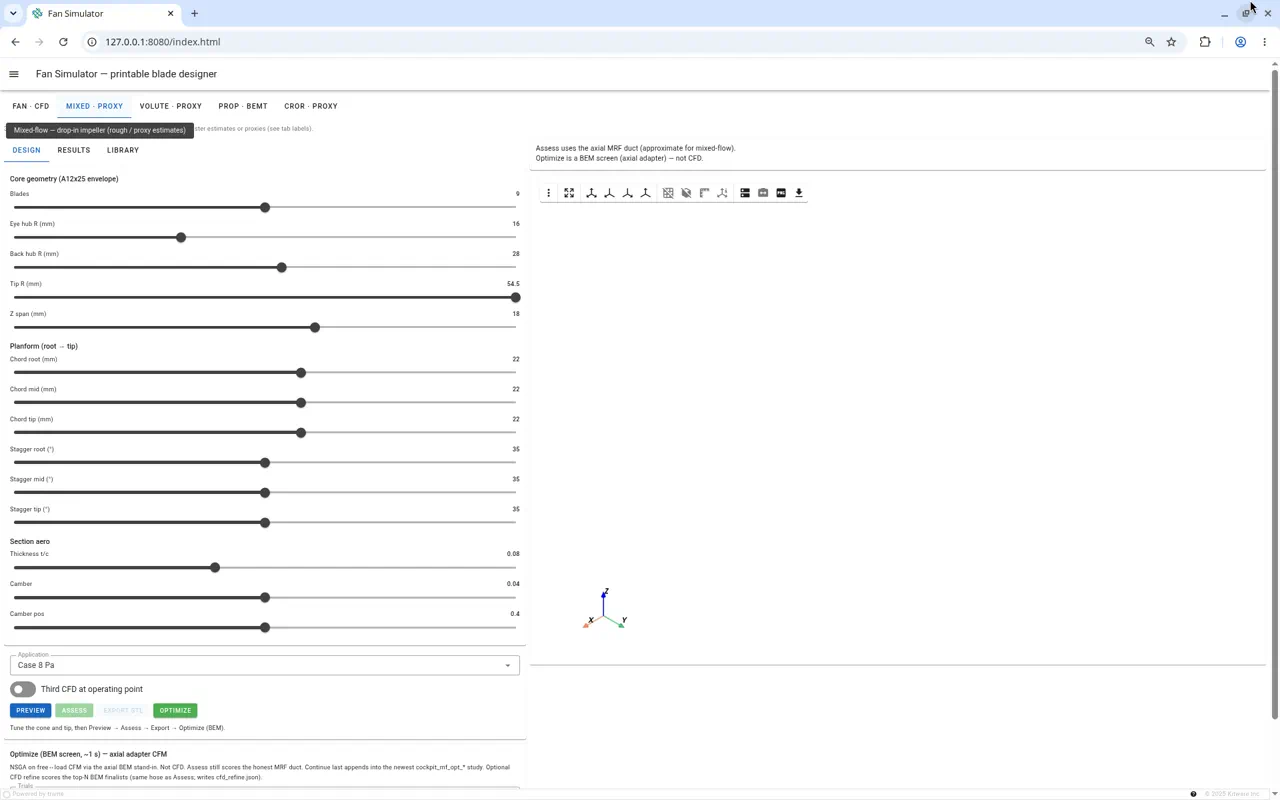 Fan Simulator
127.0.0.1:8080/index.html
Fan Simulator — printable blade designer
FAN · CFD
MIXED · PROXY
VOLUTE · PROXY
PROP · BEMT
CROR · PROXY
Mixed-flow — drop-in impeller (rough / proxy estimates)
ster estimates or proxies (see tab labels).
DESIGN
RESULTS
LIBRARY
Core geometry (A12x25 envelope)
Blades 9
Eye hub R (mm) 16
Back hub R (mm) 28
Tip R (mm) 54.5
Z span (mm) 18
Planform (root → tip)
Chord root (mm) 22
Chord mid (mm) 22
Chord tip (mm) 22
Stagger root (°) 35
Stagger mid (°) 35
Stagger tip (°) 35
Section aero
Thickness t/c 0.08
Camber 0.04
Camber pos 0.4
Application
Case 8 Pa
Third CFD at operating point
PREVIEW
ASSESS
EXPORT STL
OPTIMIZE
Tune the cone and tip, then Preview → Assess → Export → Optimize (BEM).
Optimize (BEM screen, ~1 s) — axial adapter CFM
NSGA on free-load CFM via the axial BEM stand-in. Not CFD. Assess still scores the honest MRF duct. Continue last appends into the newest cockpit_mf_opt_* study. Optional
CFD refine scores the top-N BEM finalists (same hose as Assess; writes cfd_refine json).
Trials
Assess uses the axial MRF duct (approximate for mixed-flow).
Optimize is a BEM screen (axial adapter) — not CFD.
Z
X
Y
Powered by trame
© 2025 Kitware Inc.